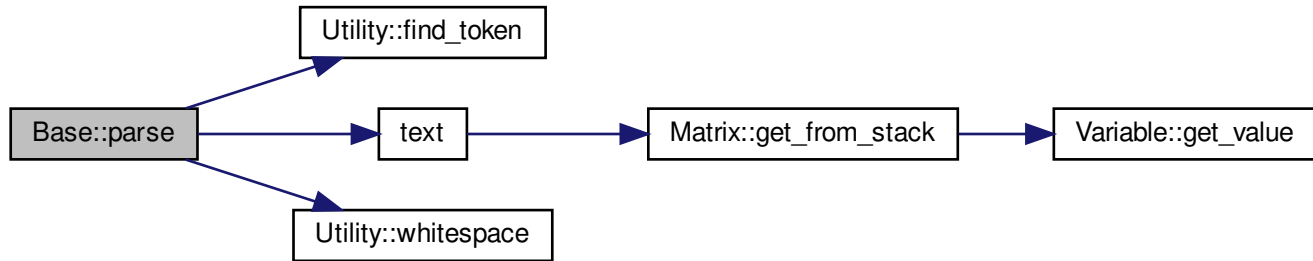 Utility::find_token
Base::parse
text
Matrix::get_from_stack
Variable::get_value
Utility::whitespace